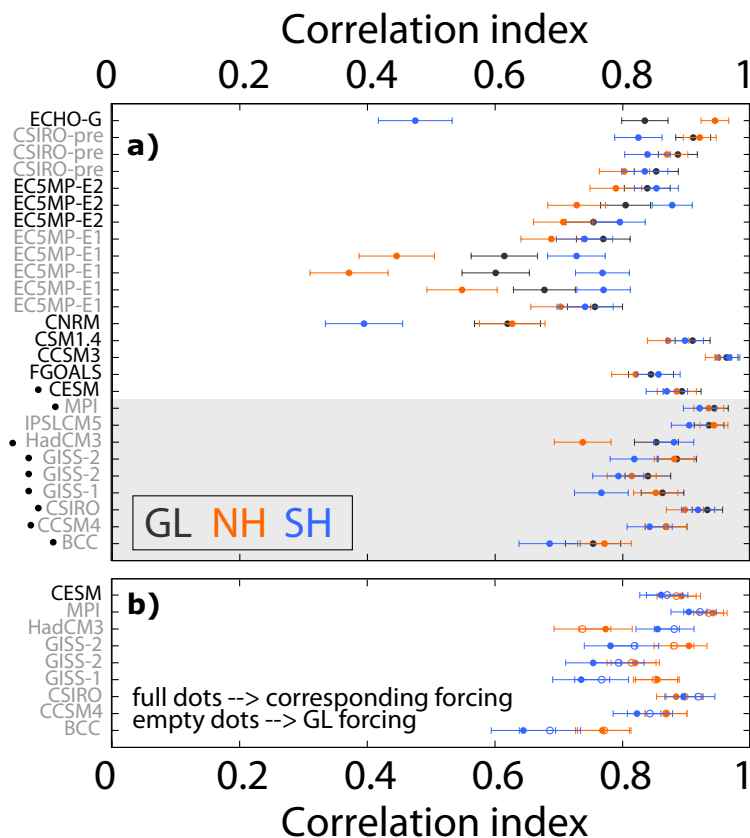 Correlation index
0 0.2 0.4 0.6 0.8 1
a)
ECHO-G
CSIRO-pre
CSIRO-pre
CSIRO-pre
EC5MP-E2
EC5MP-E2
EC5MP-E2
EC5MP-E1
EC5MP-E1
EC5MP-E1
EC5MP-E1
EC5MP-E1
CNRM
CSM1.4
CCSM3
FGOALS
CESM
MPI
IPSLCM5
HadCM3
GISS-2
GISS-2
GISS-1
CSIRO
CCSM4
BCC
GL NH SH
b)
CESM
MPI
HadCM3
GISS-2
GISS-2
GISS-1
CSIRO
CCSM4
BCC
full dots --> corresponding forcing
empty dots --> GL forcing
0 0.2 0.4 0.6 0.8 1
Correlation index